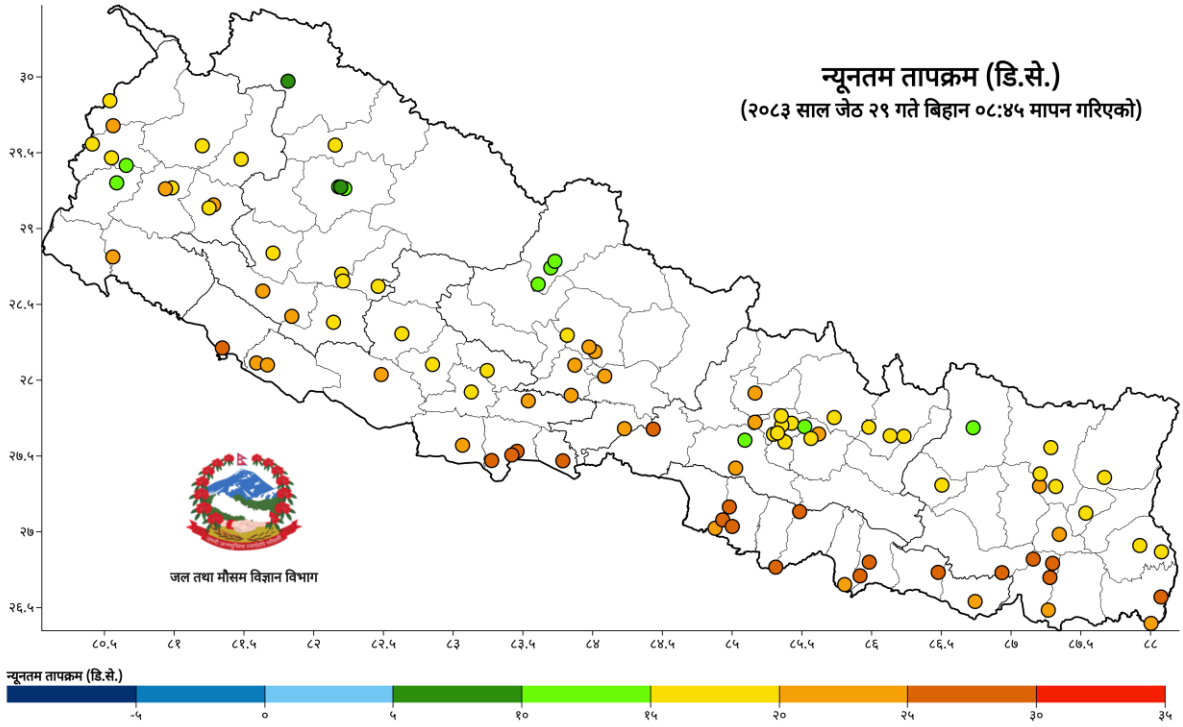 ३०
न्यूनतम तापक्रम (डि.से.)
(२०८३ साल जेठ २९ गते बिहान ०८:४५ मापन गरिएको)
२९.५
२९
२८.५
२८
२७.५
२७
जल तथा मौसम विज्ञान विभाग
२६.५
८०.५ ८१ ८१.५ ८२ ८२.५ ८३ ८३.५ ८४ ८४.५ ८५ ८५.५ ८६ ८६.५ ८७ ८७.५ ८८
न्यूनतम तापक्रम (डि.से.)
-५ ० ५ १० १५ २० २५ ३० ३५